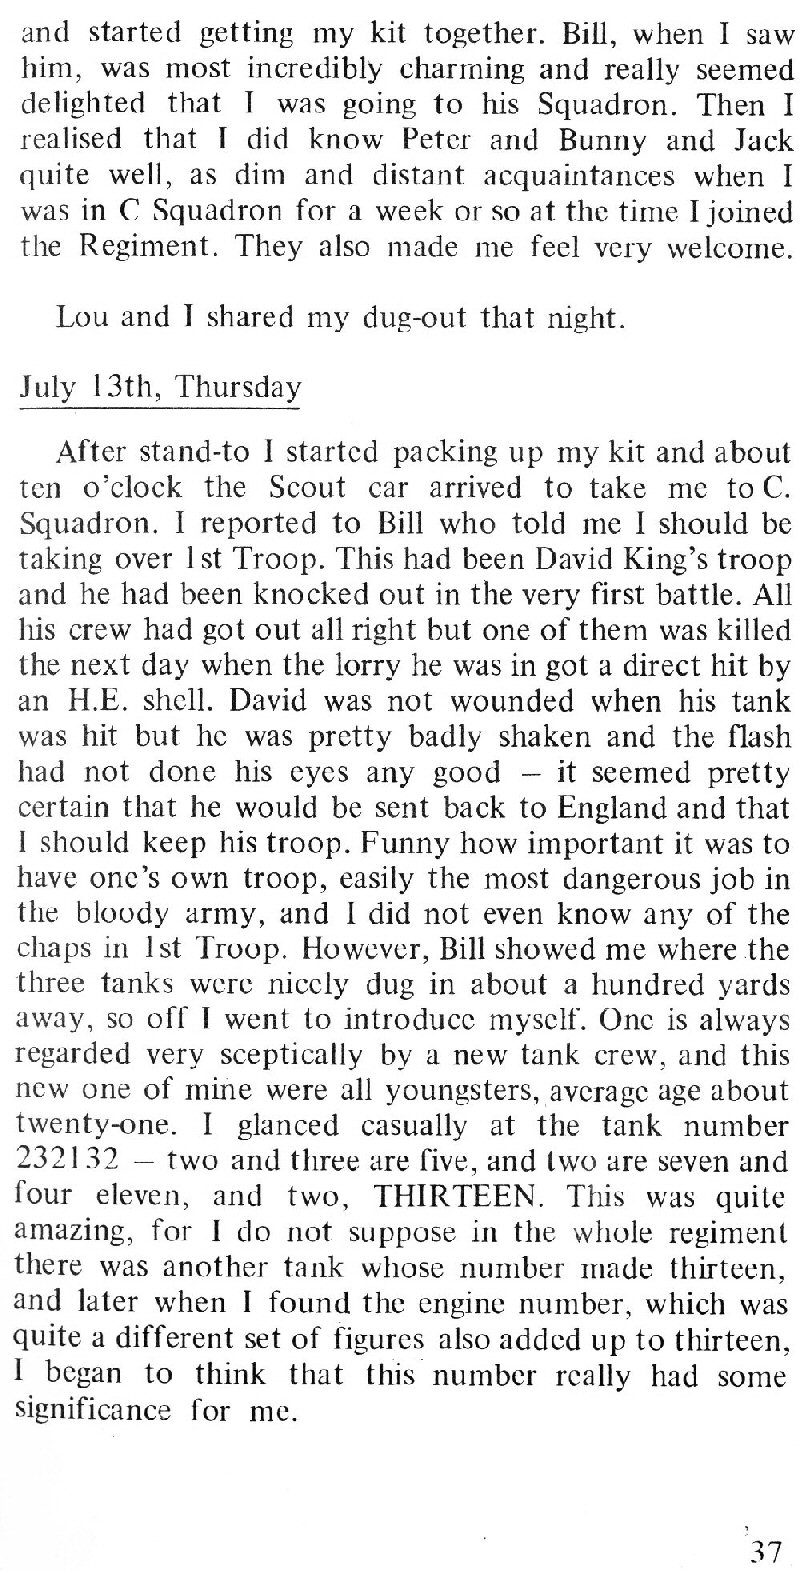 and started getting my kit together. Bill, when I saw
him, was most incredibly charming and really seemed
delighted that I was going to his Squadron. Then I
realised that I did know Peter and Bunny and Jack
quite well, as dim and distant acquaintances when I
was in C Squadron for a week or so at the time I joined
the Regiment. They also made me feel very welcome.
Lou and I shared my dug-out that night.
July 13th, Thursday
After stand-to I started packing up my kit and about
ten o'clock the Scout car arrived to take me to C.
Squadron. I reported to Bill who told me I should be
taking over 1st Troop. This had been David King's troop
and he had been knocked out in the very first battle. All
his crew had got out all right but one of them was killed
the next day when the lorry he was in got a direct hit by
an H.E. shell. David was not wounded when his tank
was hit but he was pretty badly shaken and the flash
had not done his eyes any good – it seemed pretty
certain that he would be sent back to England and that
I should keep his troop. Funny how important it was to
have one's own troop, easily the most dangerous job in
the bloody army, and I did not even know any of the
chaps in 1st Troop. However, Bill showed me where the
three tanks were nicely dug in about a hundred yards
away, so off I went to introduce myself. One is always
regarded very sceptically by a new tank crew, and this
new one of mine were all youngsters, average age about
twenty-one. I glanced casually at the tank number
232132 – two and three are five, and two are seven and
four eleven, and two, THIRTEEN. This was quite
amazing, for I do not suppose in the whole regiment
there was another tank whose number made thirteen,
and later when I found the engine number, which was
quite a different set of figures also added up to thirteen,
I began to think that this number really had some
significance for me.
37